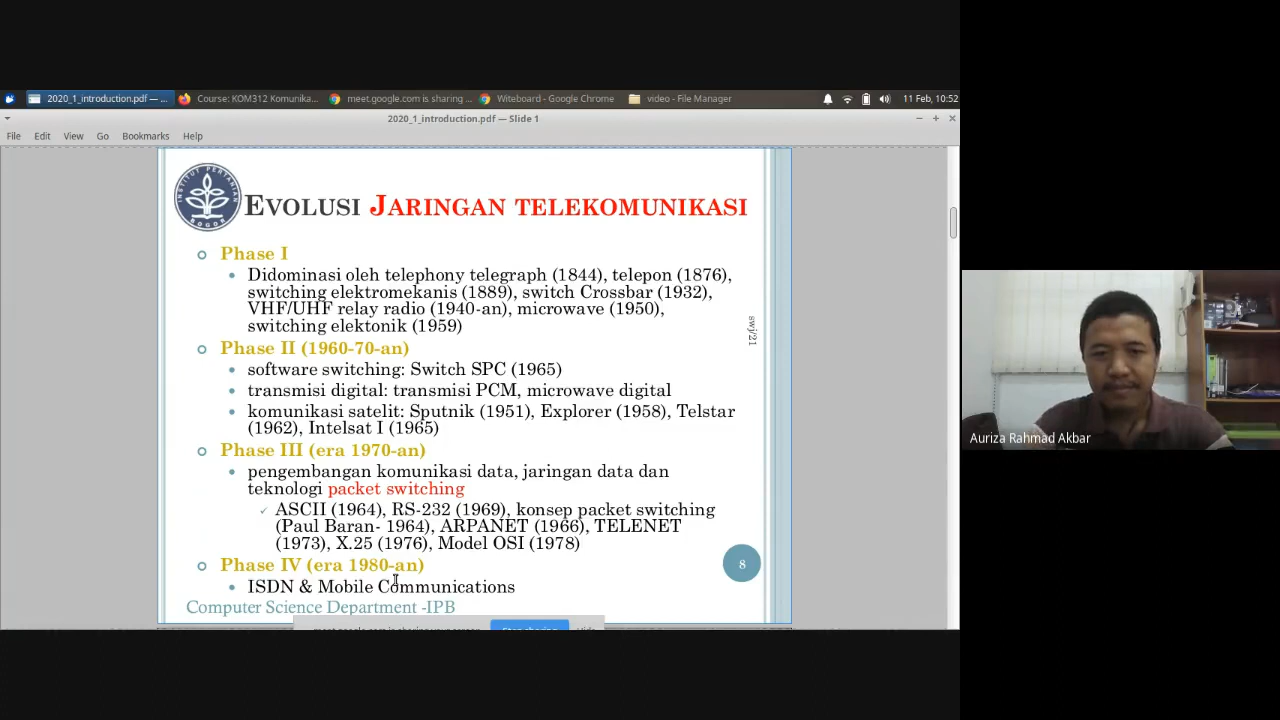 2020_1_introduction.pdf — ...
Course: KOM312 Komunika...
meet.google.com is sharing ...
Witeboard - Google Chrome
video - File Manager
11 Feb, 10:52
2020_1_introduction.pdf — Slide 1
File Edit View Go Bookmarks Help
INSTITUT PERTANIAN BOGOR
EVOLUSI JARINGAN TELEKOMUNIKASI
Phase I
Didominasi oleh telephony telegraph (1844), telepon (1876),
switching elektromekanis (1889), switch Crossbar (1932),
VHF/UHF relay radio (1940-an), microwave (1950),
switching elektonik (1959)
swj/21
Phase II (1960-70-an)
software switching: Switch SPC (1965)
transmisi digital: transmisi PCM, microwave digital
komunikasi satelit: Sputnik (1951), Explorer (1958), Telstar
(1962), Intelsat I (1965)
Phase III (era 1970-an)
pengembangan komunikasi data, jaringan data dan
teknologi packet switching
ASCII (1964), RS-232 (1969), konsep packet switching
(Paul Baran- 1964), ARPANET (1966), TELENET
(1973), X.25 (1976), Model OSI (1978)
Phase IV (era 1980-an)
8
ISDN & Mobile Communications
Computer Science Department -IPB
Auriza Rahmad Akbar